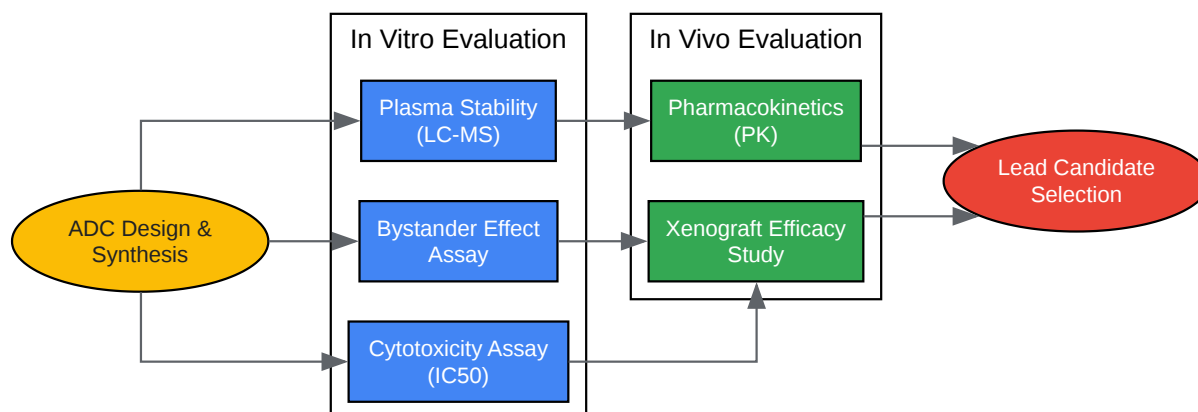 In Vitro Evaluation
In Vivo Evaluation
Plasma Stability
(LC-MS)
Pharmacokinetics
(PK)
Lead Candidate
Selection
ADC Design &
Synthesis
Bystander Effect
Assay
Xenograft Efficacy
Study
Cytotoxicity Assay
(IC50)